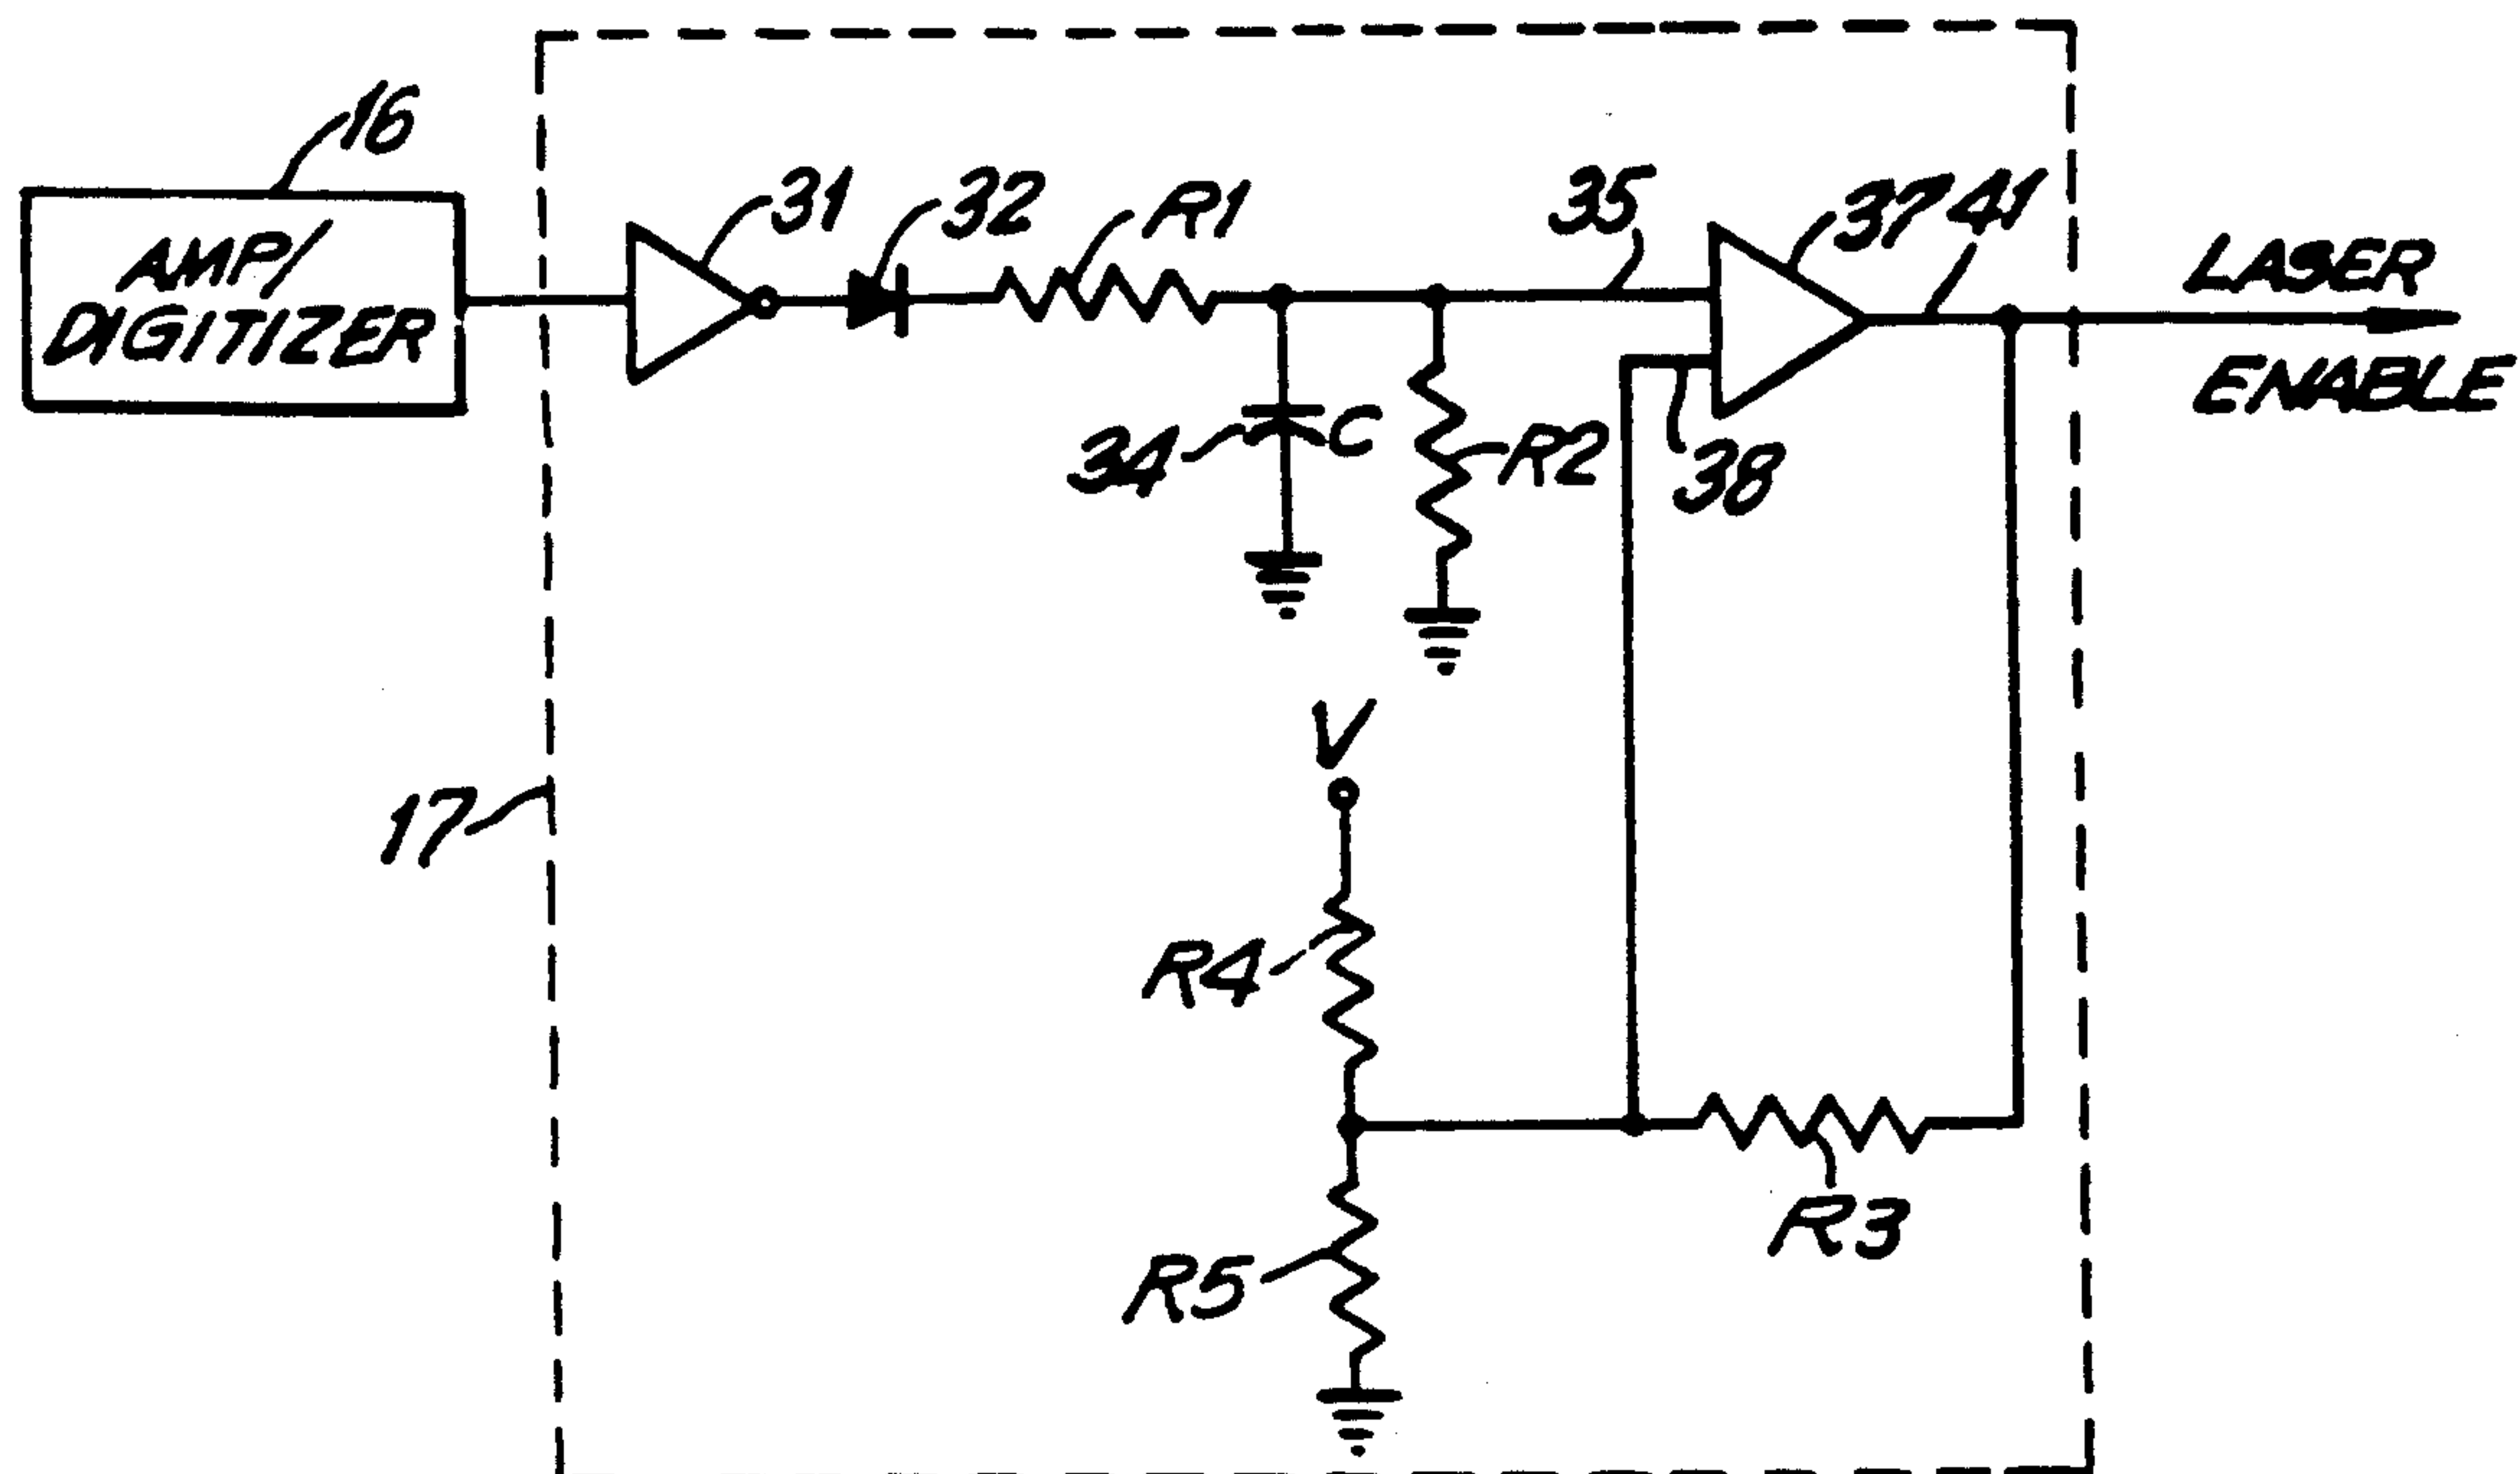 16
AMP/
DIGITIZER
31
32
R1
35
37
41
LASER
ENABLE
34
C
R2
38
V
17
R4
R3
R5